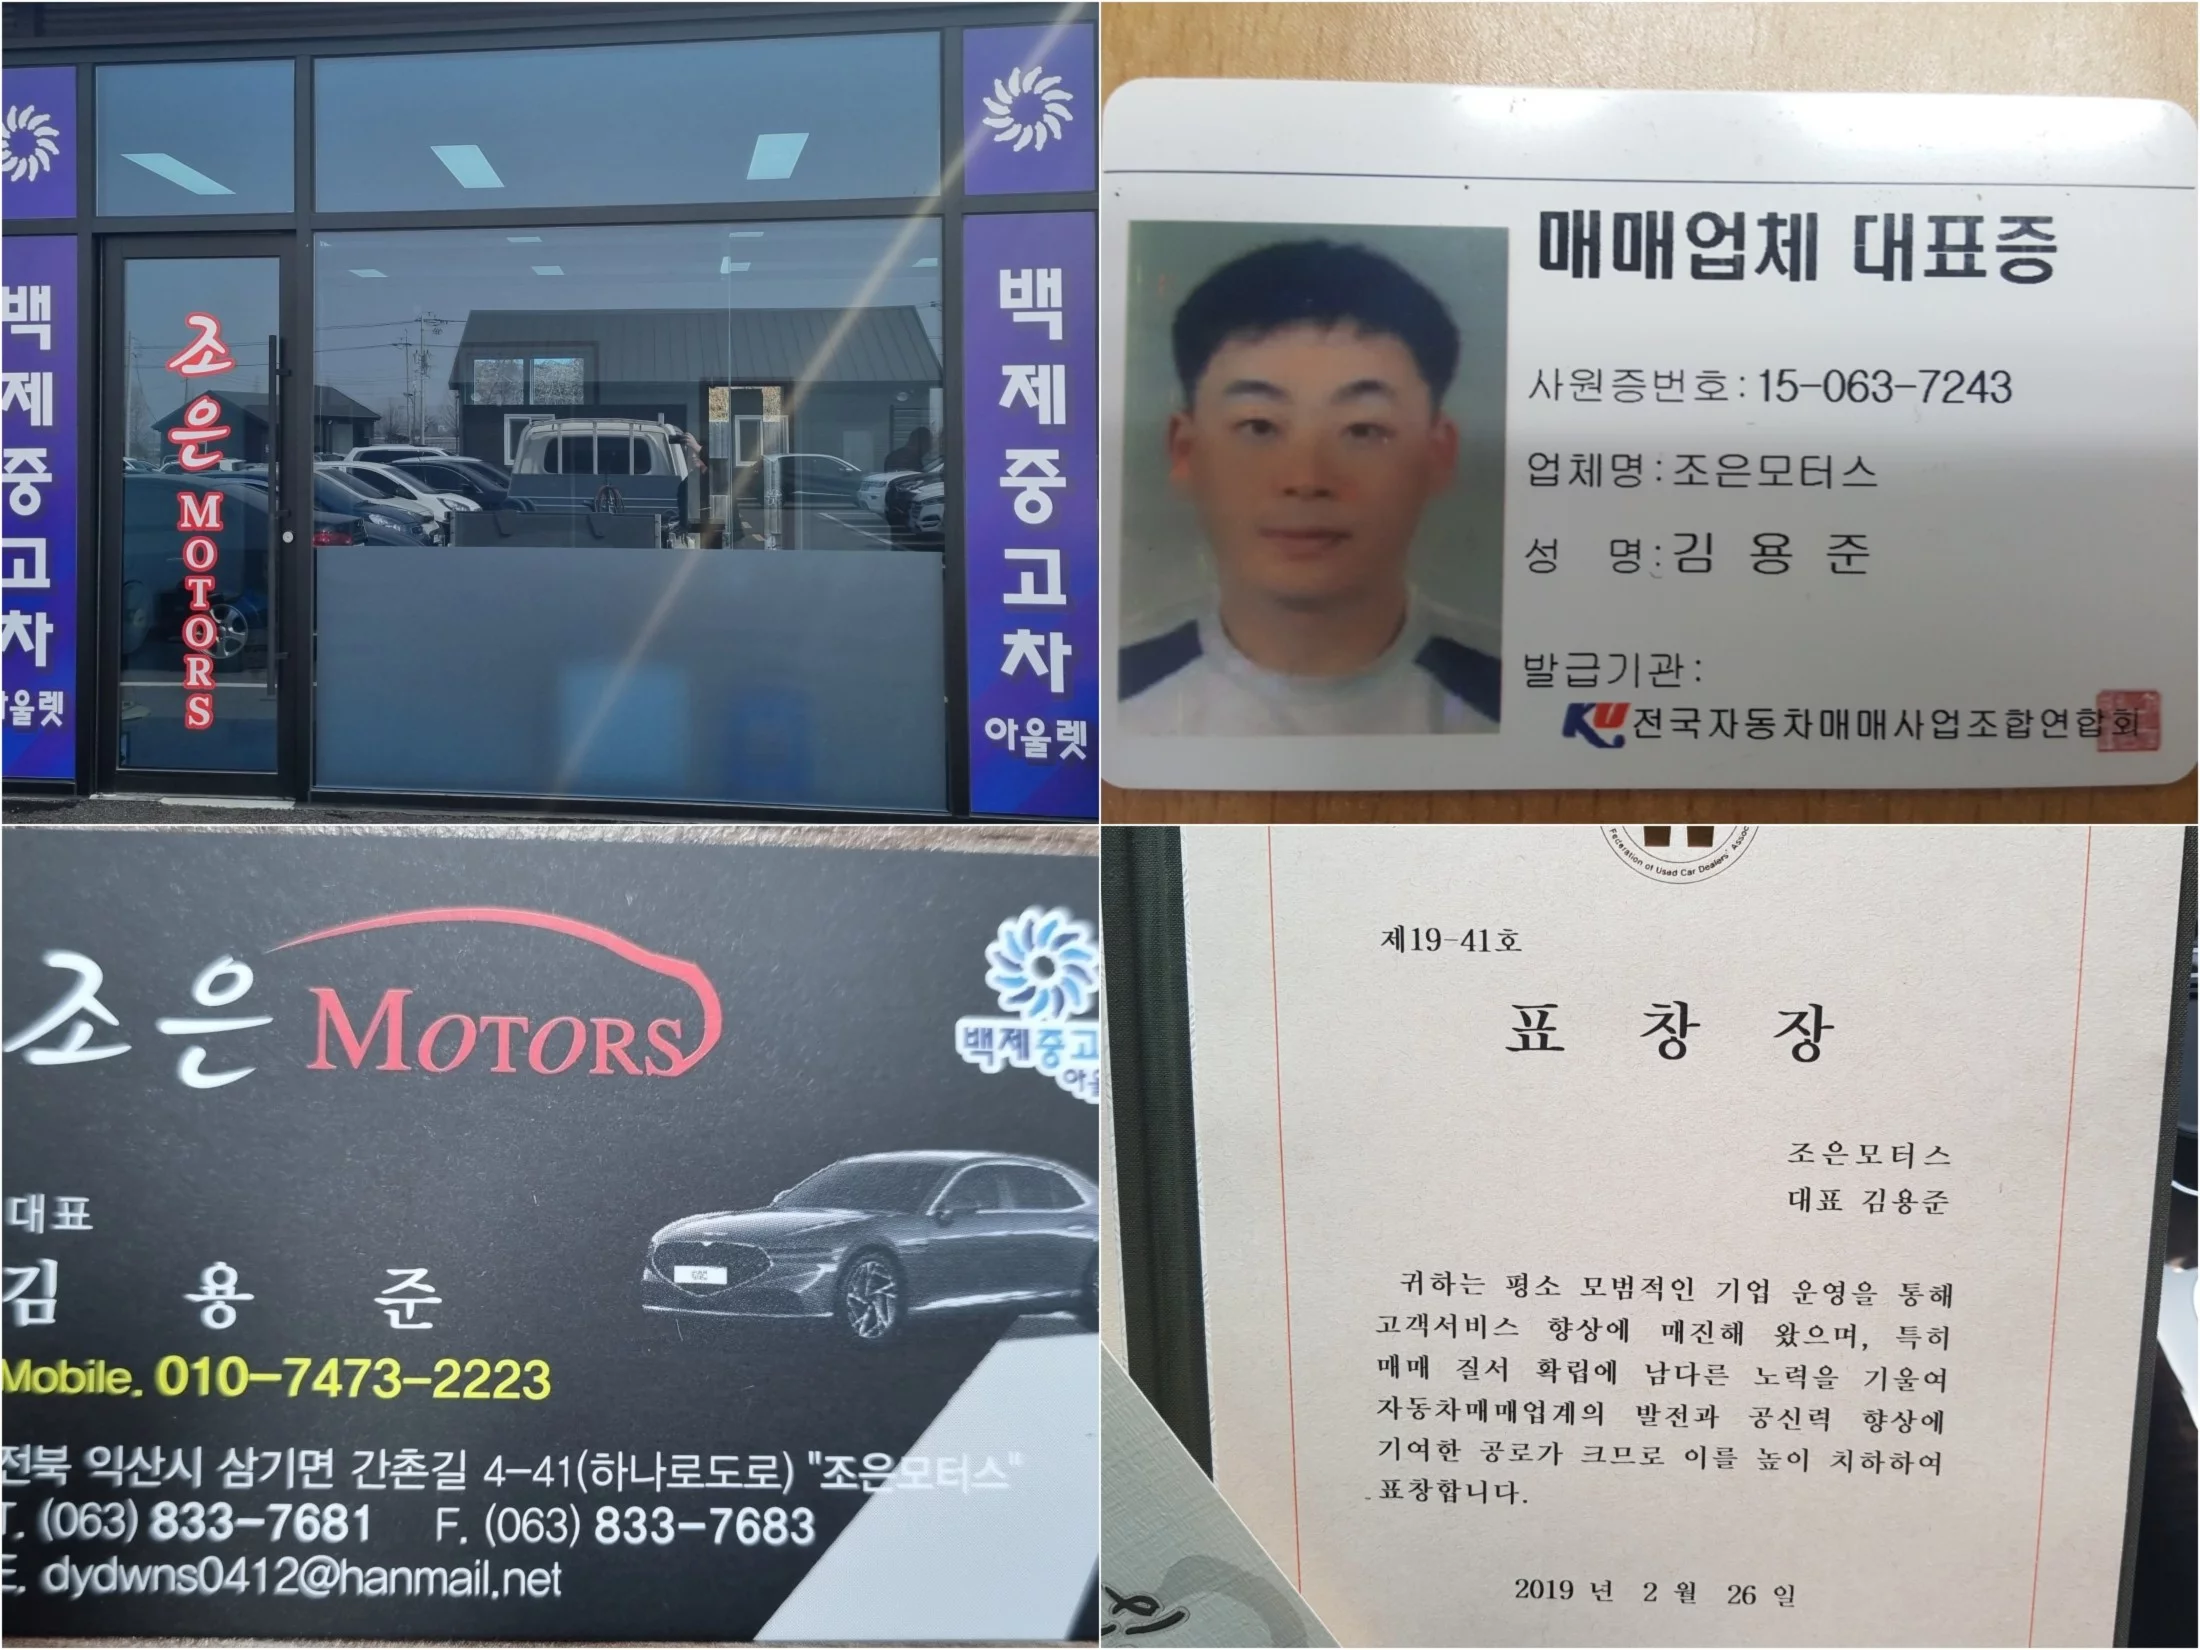 백제중고차
아울렛
조은 MOTORS
백제중고차
아울렛
매매업체 대표증
사원증번호:15-063-7243
업체명:조은모터스
성 명:김 용 준
발급기관:
KU 전국자동차매매사업조합연합회
조은 MOTORS
백제중고
아울
대표
김 용 준
Mobile. 010-7473-2223
전북 익산시 삼기면 간촌길 4-41(하나로도로) "조은모터스"
T. (063) 833-7681 F. (063) 833-7683
E. dydwns0412@hanmail.net
Federation of Used Car Dealers' Assoc
제19-41호
표 창 장
조은모터스
대표 김용준
귀하는 평소 모범적인 기업 운영을 통해
고객서비스 향상에 매진해 왔으며, 특히
매매 질서 확립에 남다른 노력을 기울여
자동차매매업계의 발전과 공신력 향상에
기여한 공로가 크므로 이를 높이 치하하여
표창합니다.
2019 년 2 월 26 일